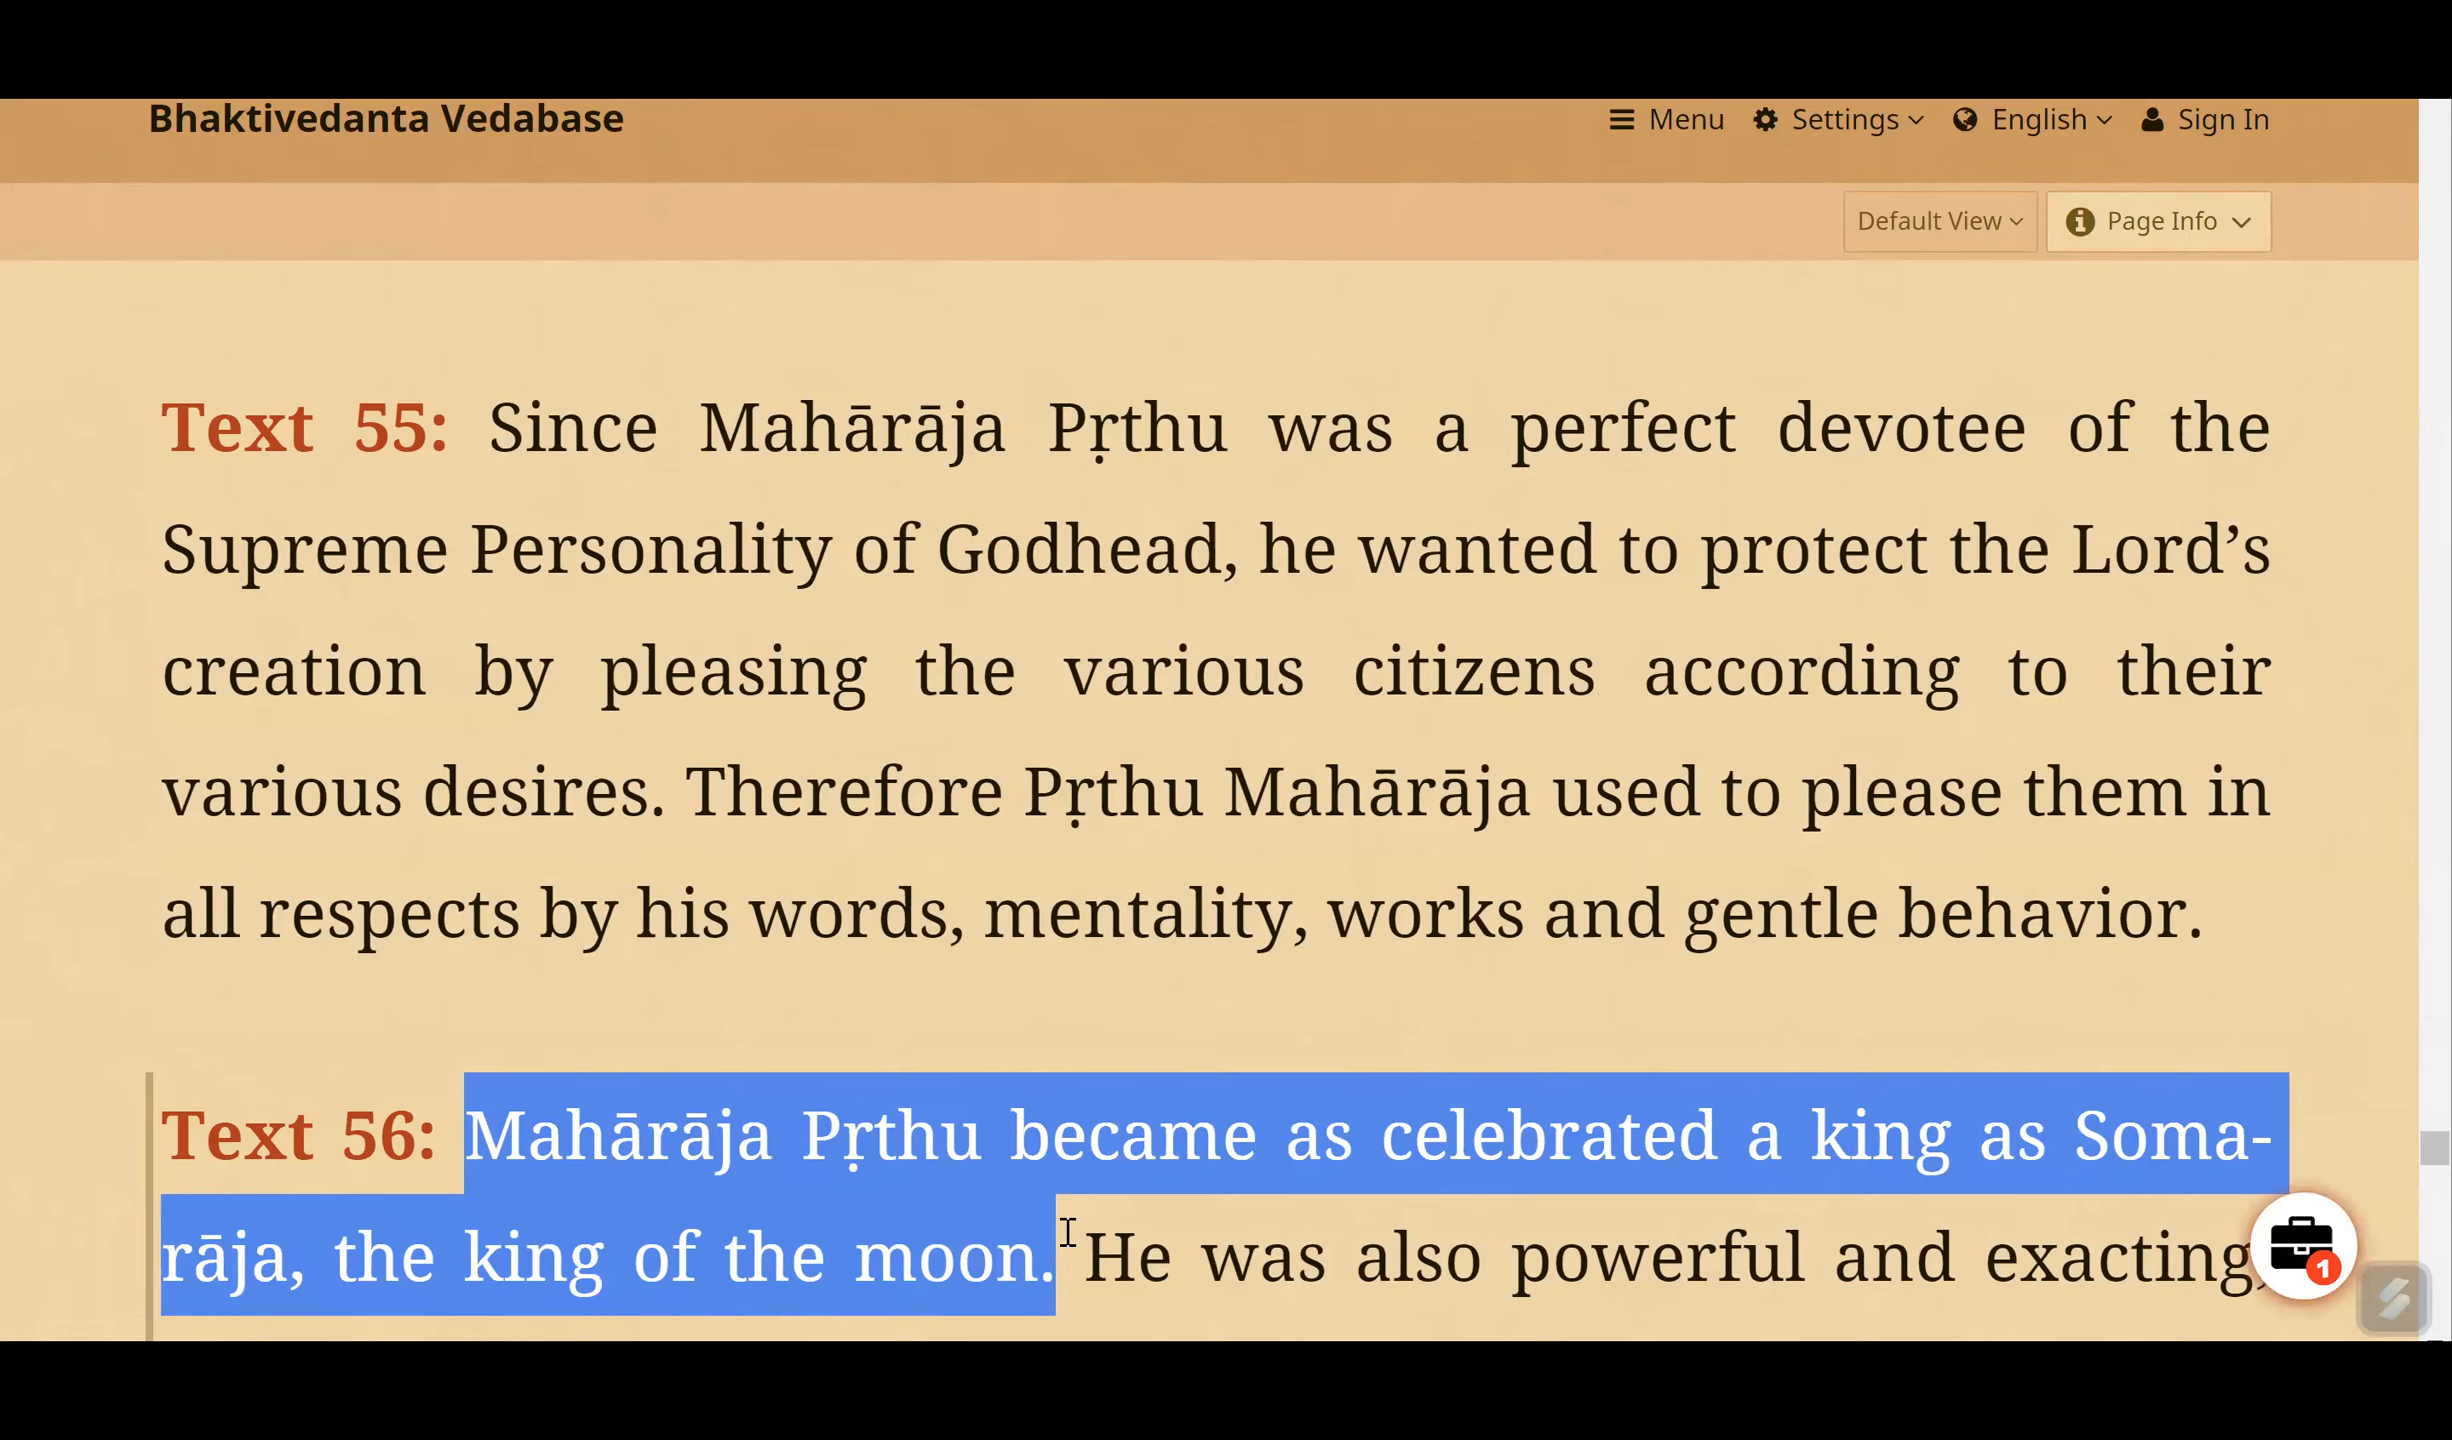 Bhaktivedanta Vedabase
Menu Settings English Sign In
Default View Page Info
Text 55: Since Mahārāja Pṛthu was a perfect devotee of the
Supreme Personality of Godhead, he wanted to protect the Lord’s
creation by pleasing the various citizens according to their
various desires. Therefore Pṛthu Mahārāja used to please them in
all respects by his words, mentality, works and gentle behavior.
Text 56: Mahārāja Pṛthu became as celebrated a king as Soma-
rāja, the king of the moon. He was also powerful and exacting,
1